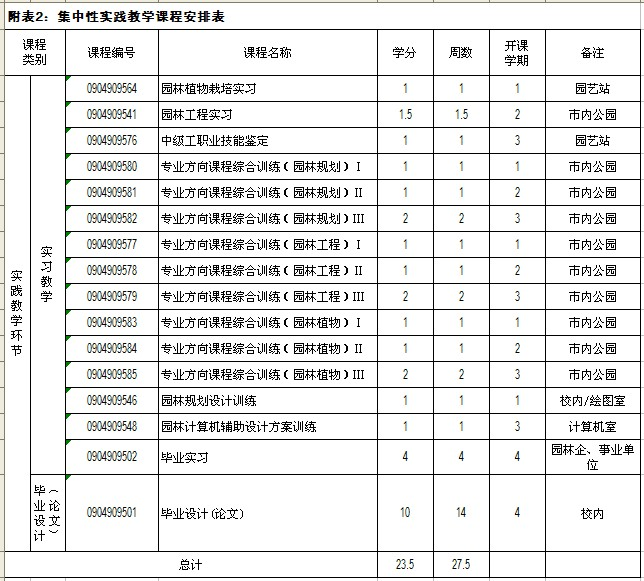 附表2：集中性实践教学课程安排表
课程类别 课程编号 课程名称 学分 周数 开课学期 备注
实践教学环节 实习教学 0904909564 园林植物栽培实习 1 1 1 园艺站
0904909541 园林工程实习 1.5 1.5 2 市内公园
0904909576 中级工职业技能鉴定 1 1 3 园艺站
0904909580 专业方向课程综合训练（园林规划）I 1 1 1 市内公园
0904909581 专业方向课程综合训练（园林规划）II 1 1 2 市内公园
0904909582 专业方向课程综合训练（园林规划）III 2 2 3 市内公园
0904909577 专业方向课程综合训练（园林工程）I 1 1 1 市内公园
0904909578 专业方向课程综合训练（园林工程）II 1 1 2 市内公园
0904909579 专业方向课程综合训练（园林工程）III 2 2 3 市内公园
0904909583 专业方向课程综合训练（园林植物）I 1 1 1 市内公园
0904909584 专业方向课程综合训练（园林植物）II 1 1 2 市内公园
0904909585 专业方向课程综合训练（园林植物）III 2 2 3 市内公园
0904909546 园林规划设计训练 1 1 1 校内/绘图室
0904909548 园林计算机辅助设计方案训练 1 1 3 计算机室
0904909502 毕业实习 4 4 4 园林企、事业单位
毕业设计（论文） 0904909501 毕业设计(论文) 10 14 4 校内
总计 23.5 27.5